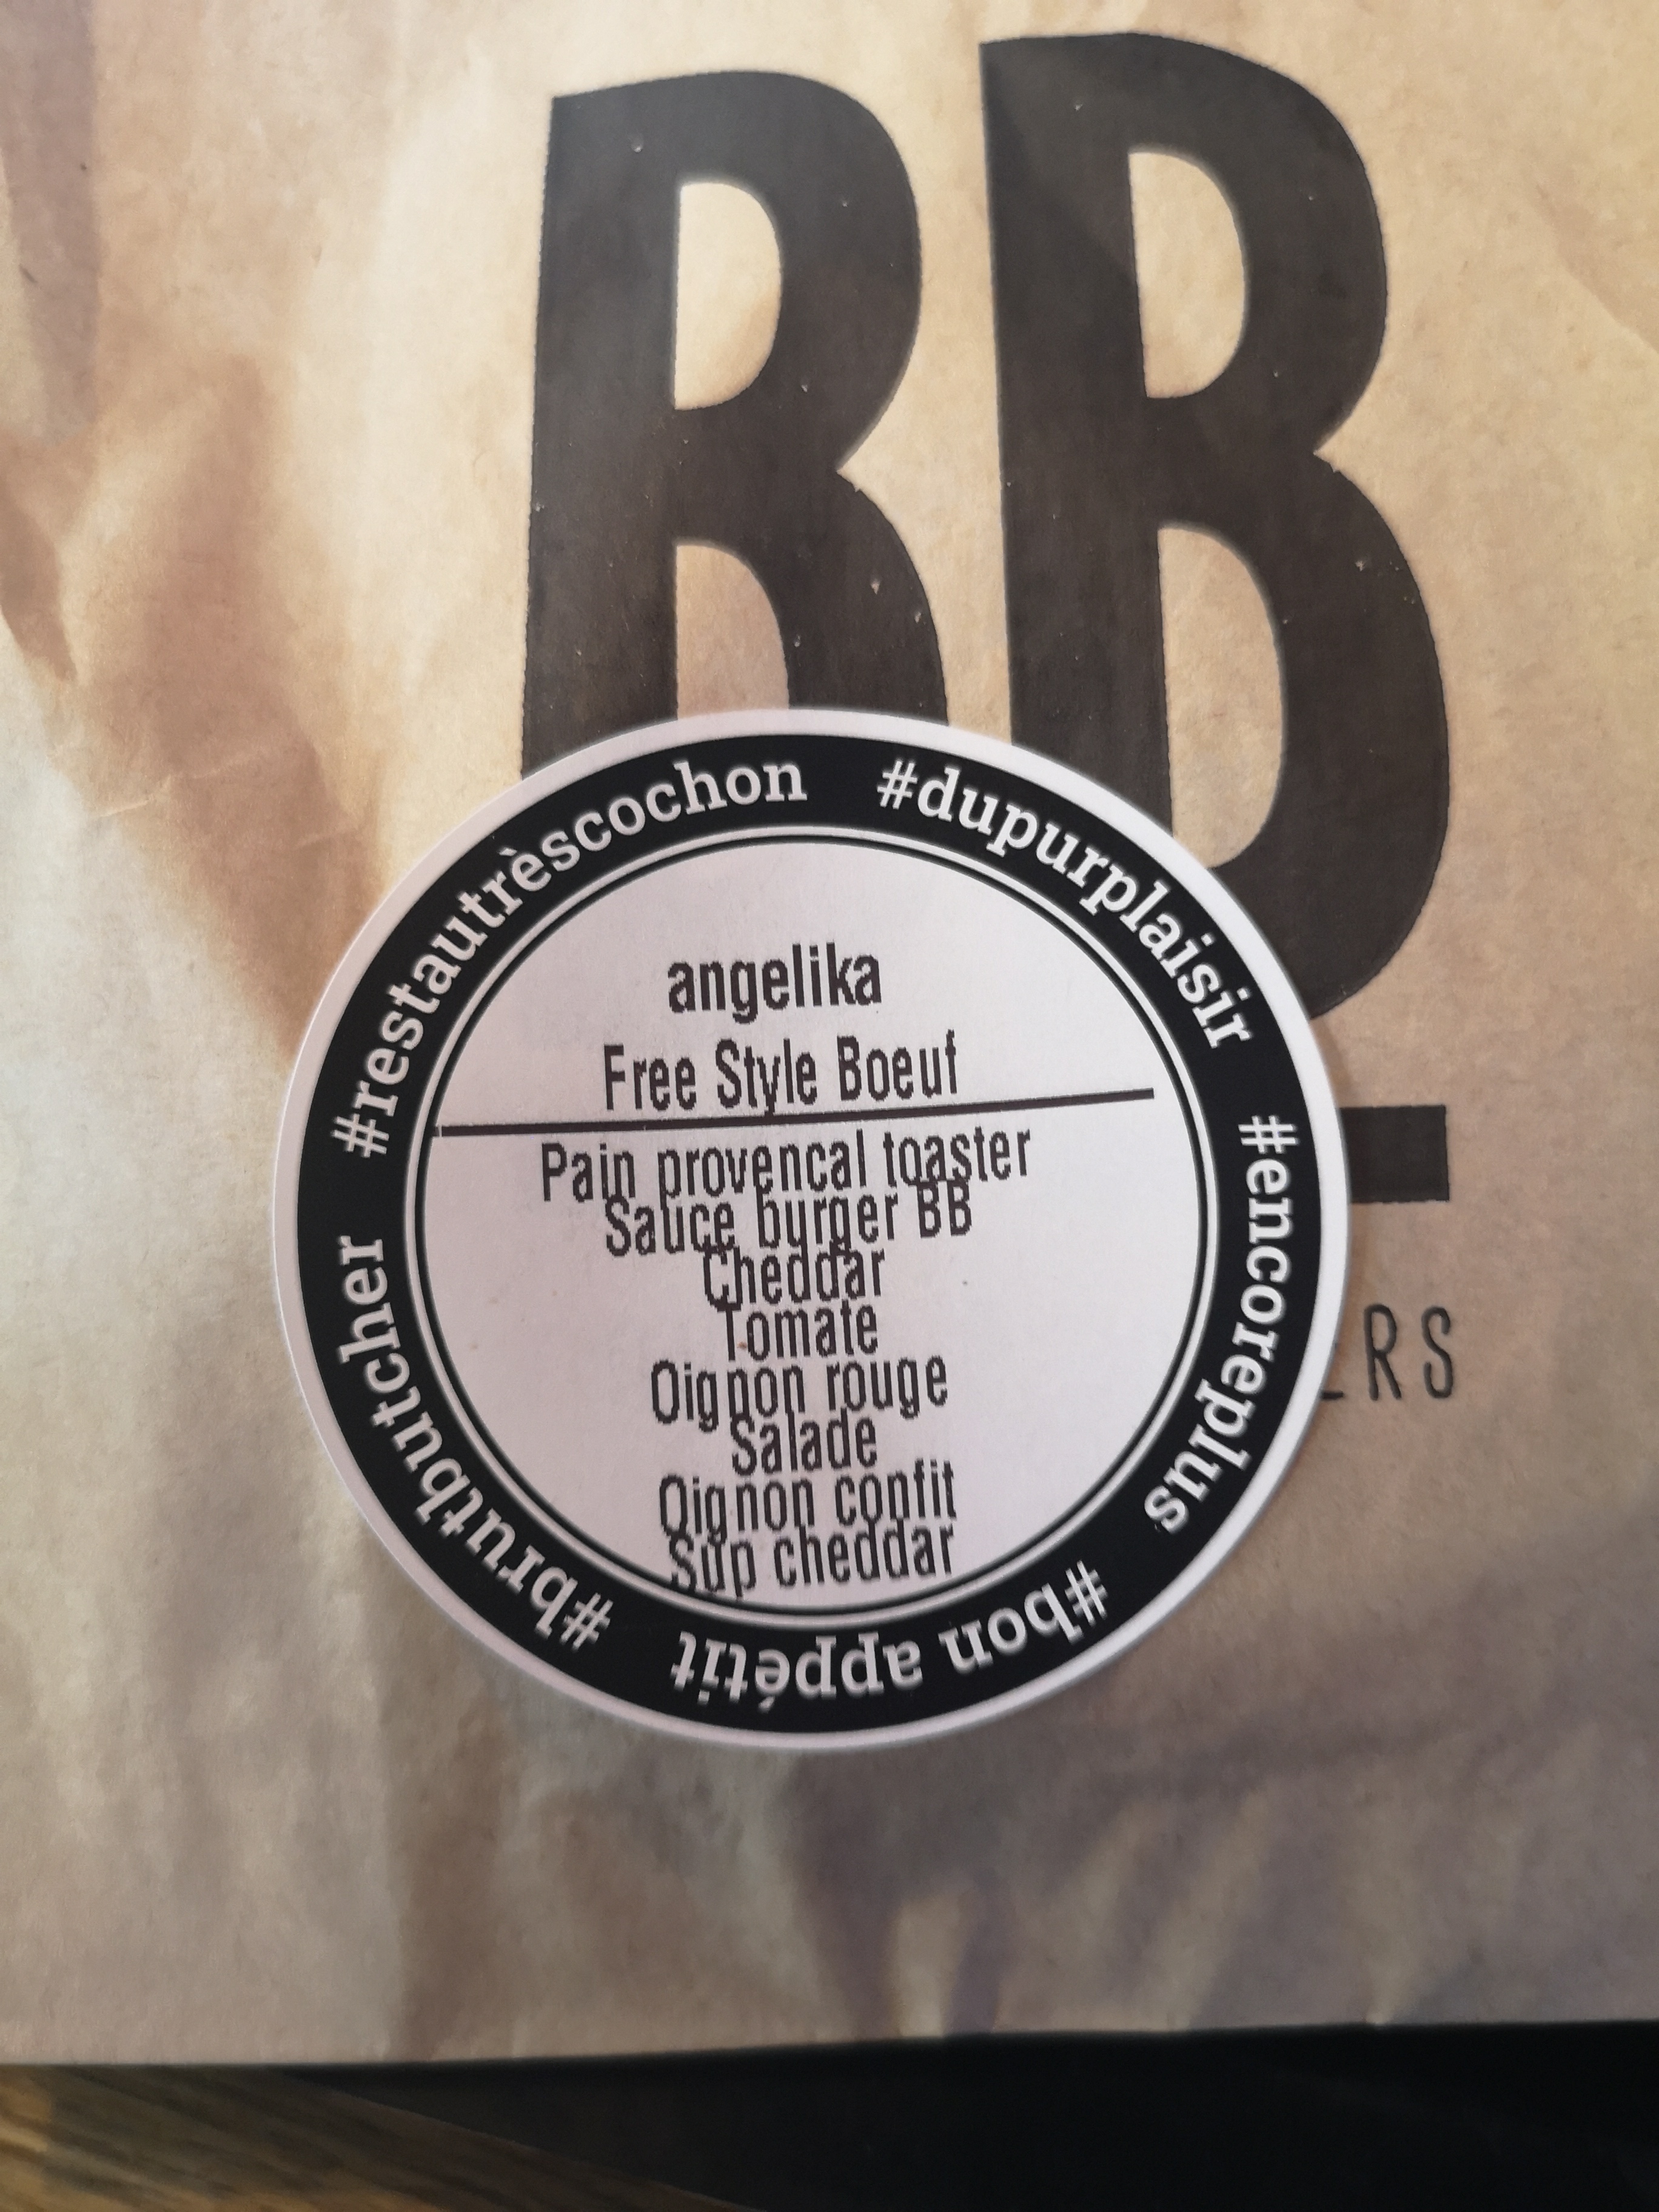 BB
#restautrèscochon #dupurplaisir #encoreplus #bon appétit #brutbutcher
angelika
Free Style Boeuf
Pain provencal toaster
Sauce burger BB
Cheddar
Tomate
Oignon rouge
Salade
Oignon confit
Sup cheddar